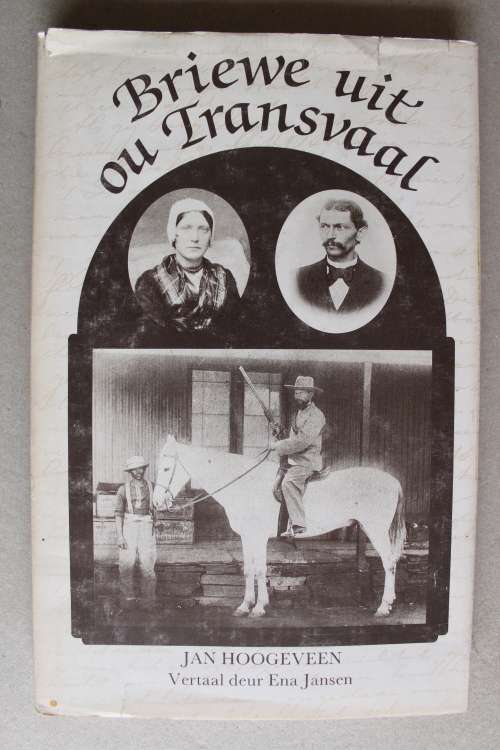 Briewe uit
ou Transvaal
JAN HOOGEVEEN
Vertaal deur Ena Jansen